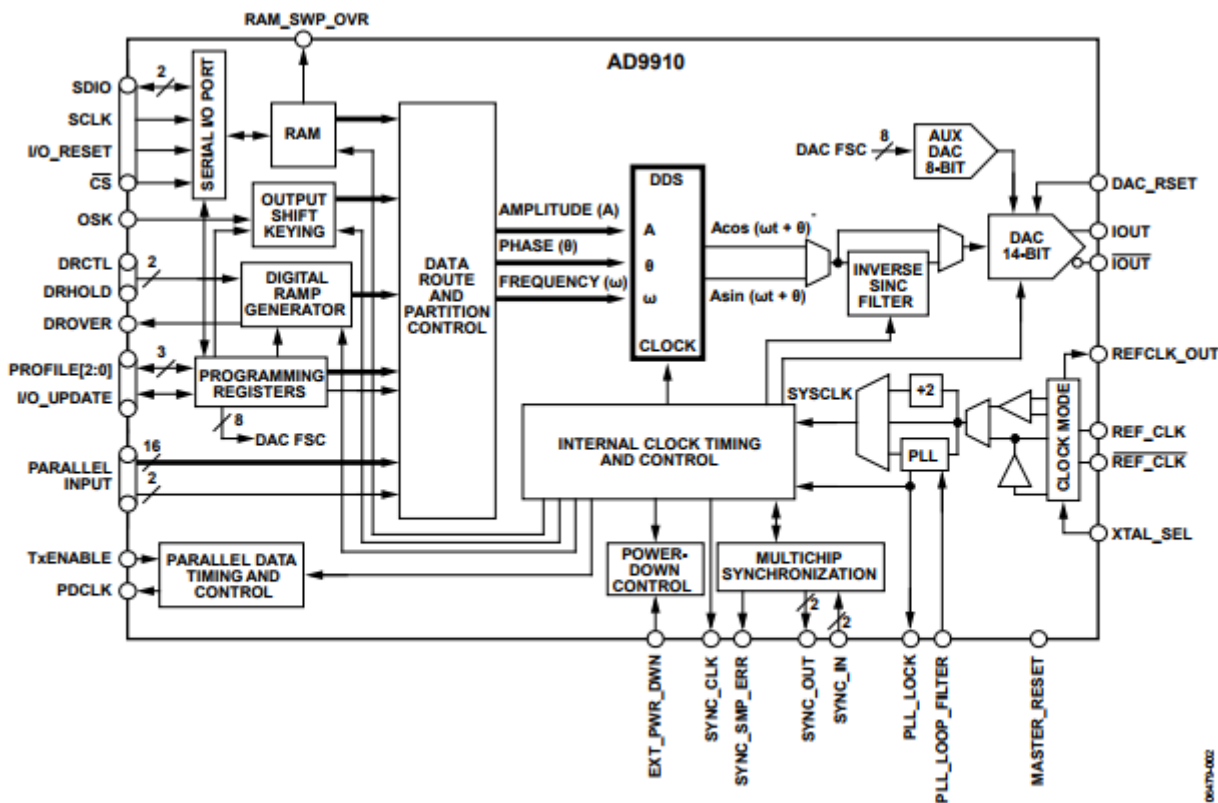 RAM_SWP_OVR
AD9910
SDIO
2
SCLK
I/O_RESET
CS
SERIAL I/O PORT
RAM
OSK
OUTPUT
SHIFT
KEYING
DRCTL
2
DRHOLD
DROVER
DIGITAL
RAMP
GENERATOR
PROFILE[2:0]
3
I/O_UPDATE
PROGRAMMING
REGISTERS
8
DAC FSC
16
PARALLEL
INPUT
2
TxENABLE
PDCLK
PARALLEL DATA
TIMING AND
CONTROL
DATA
ROUTE
AND
PARTITION
CONTROL
AMPLITUDE (A)
PHASE (θ)
FREQUENCY (ω)
DDS
A
θ
ω
CLOCK
Acos (ωt + θ)
Asin (ωt + θ)
INVERSE
SINC
FILTER
DAC FSC
8
AUX
DAC
8-BIT
DAC
14-BIT
DAC_RSET
IOUT
IOUT
REFCLK_OUT
REF_CLK
REF_CLK
XTAL_SEL
CLOCK MODE
SYSCLK
÷2
PLL
INTERNAL CLOCK TIMING
AND CONTROL
POWER-
DOWN
CONTROL
MULTICHIP
SYNCHRONIZATION
2
2
EXT_PWR_DWN
SYNC_CLK
SYNC_SMP_ERR
SYNC_OUT
SYNC_IN
PLL_LOCK
PLL_LOOP_FILTER
MASTER_RESET
06479-002